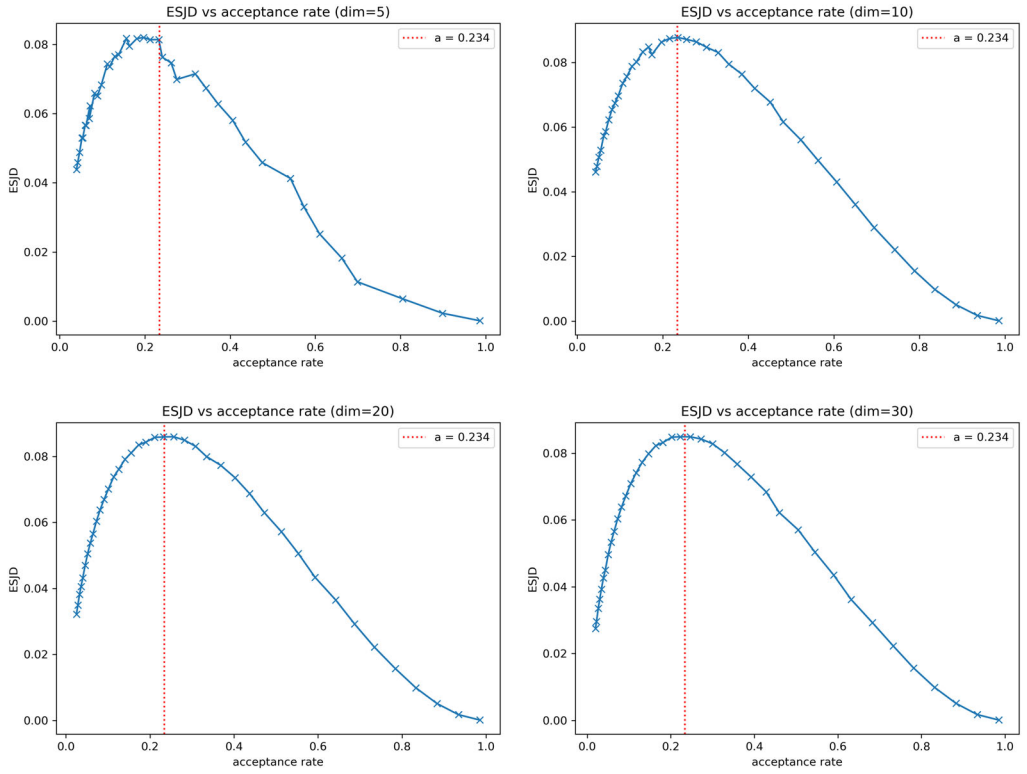 ESJD vs acceptance rate (dim=5)
a = 0.234
0.08
0.06
0.04
0.02
0.00
ESJD
0.0 0.2 0.4 0.6 0.8 1.0
acceptance rate
ESJD vs acceptance rate (dim=10)
a = 0.234
0.08
0.06
0.04
0.02
0.00
ESJD
0.0 0.2 0.4 0.6 0.8 1.0
acceptance rate
ESJD vs acceptance rate (dim=20)
a = 0.234
0.08
0.06
0.04
0.02
0.00
ESJD
0.0 0.2 0.4 0.6 0.8 1.0
acceptance rate
ESJD vs acceptance rate (dim=30)
a = 0.234
0.08
0.06
0.04
0.02
0.00
ESJD
0.0 0.2 0.4 0.6 0.8 1.0
acceptance rate